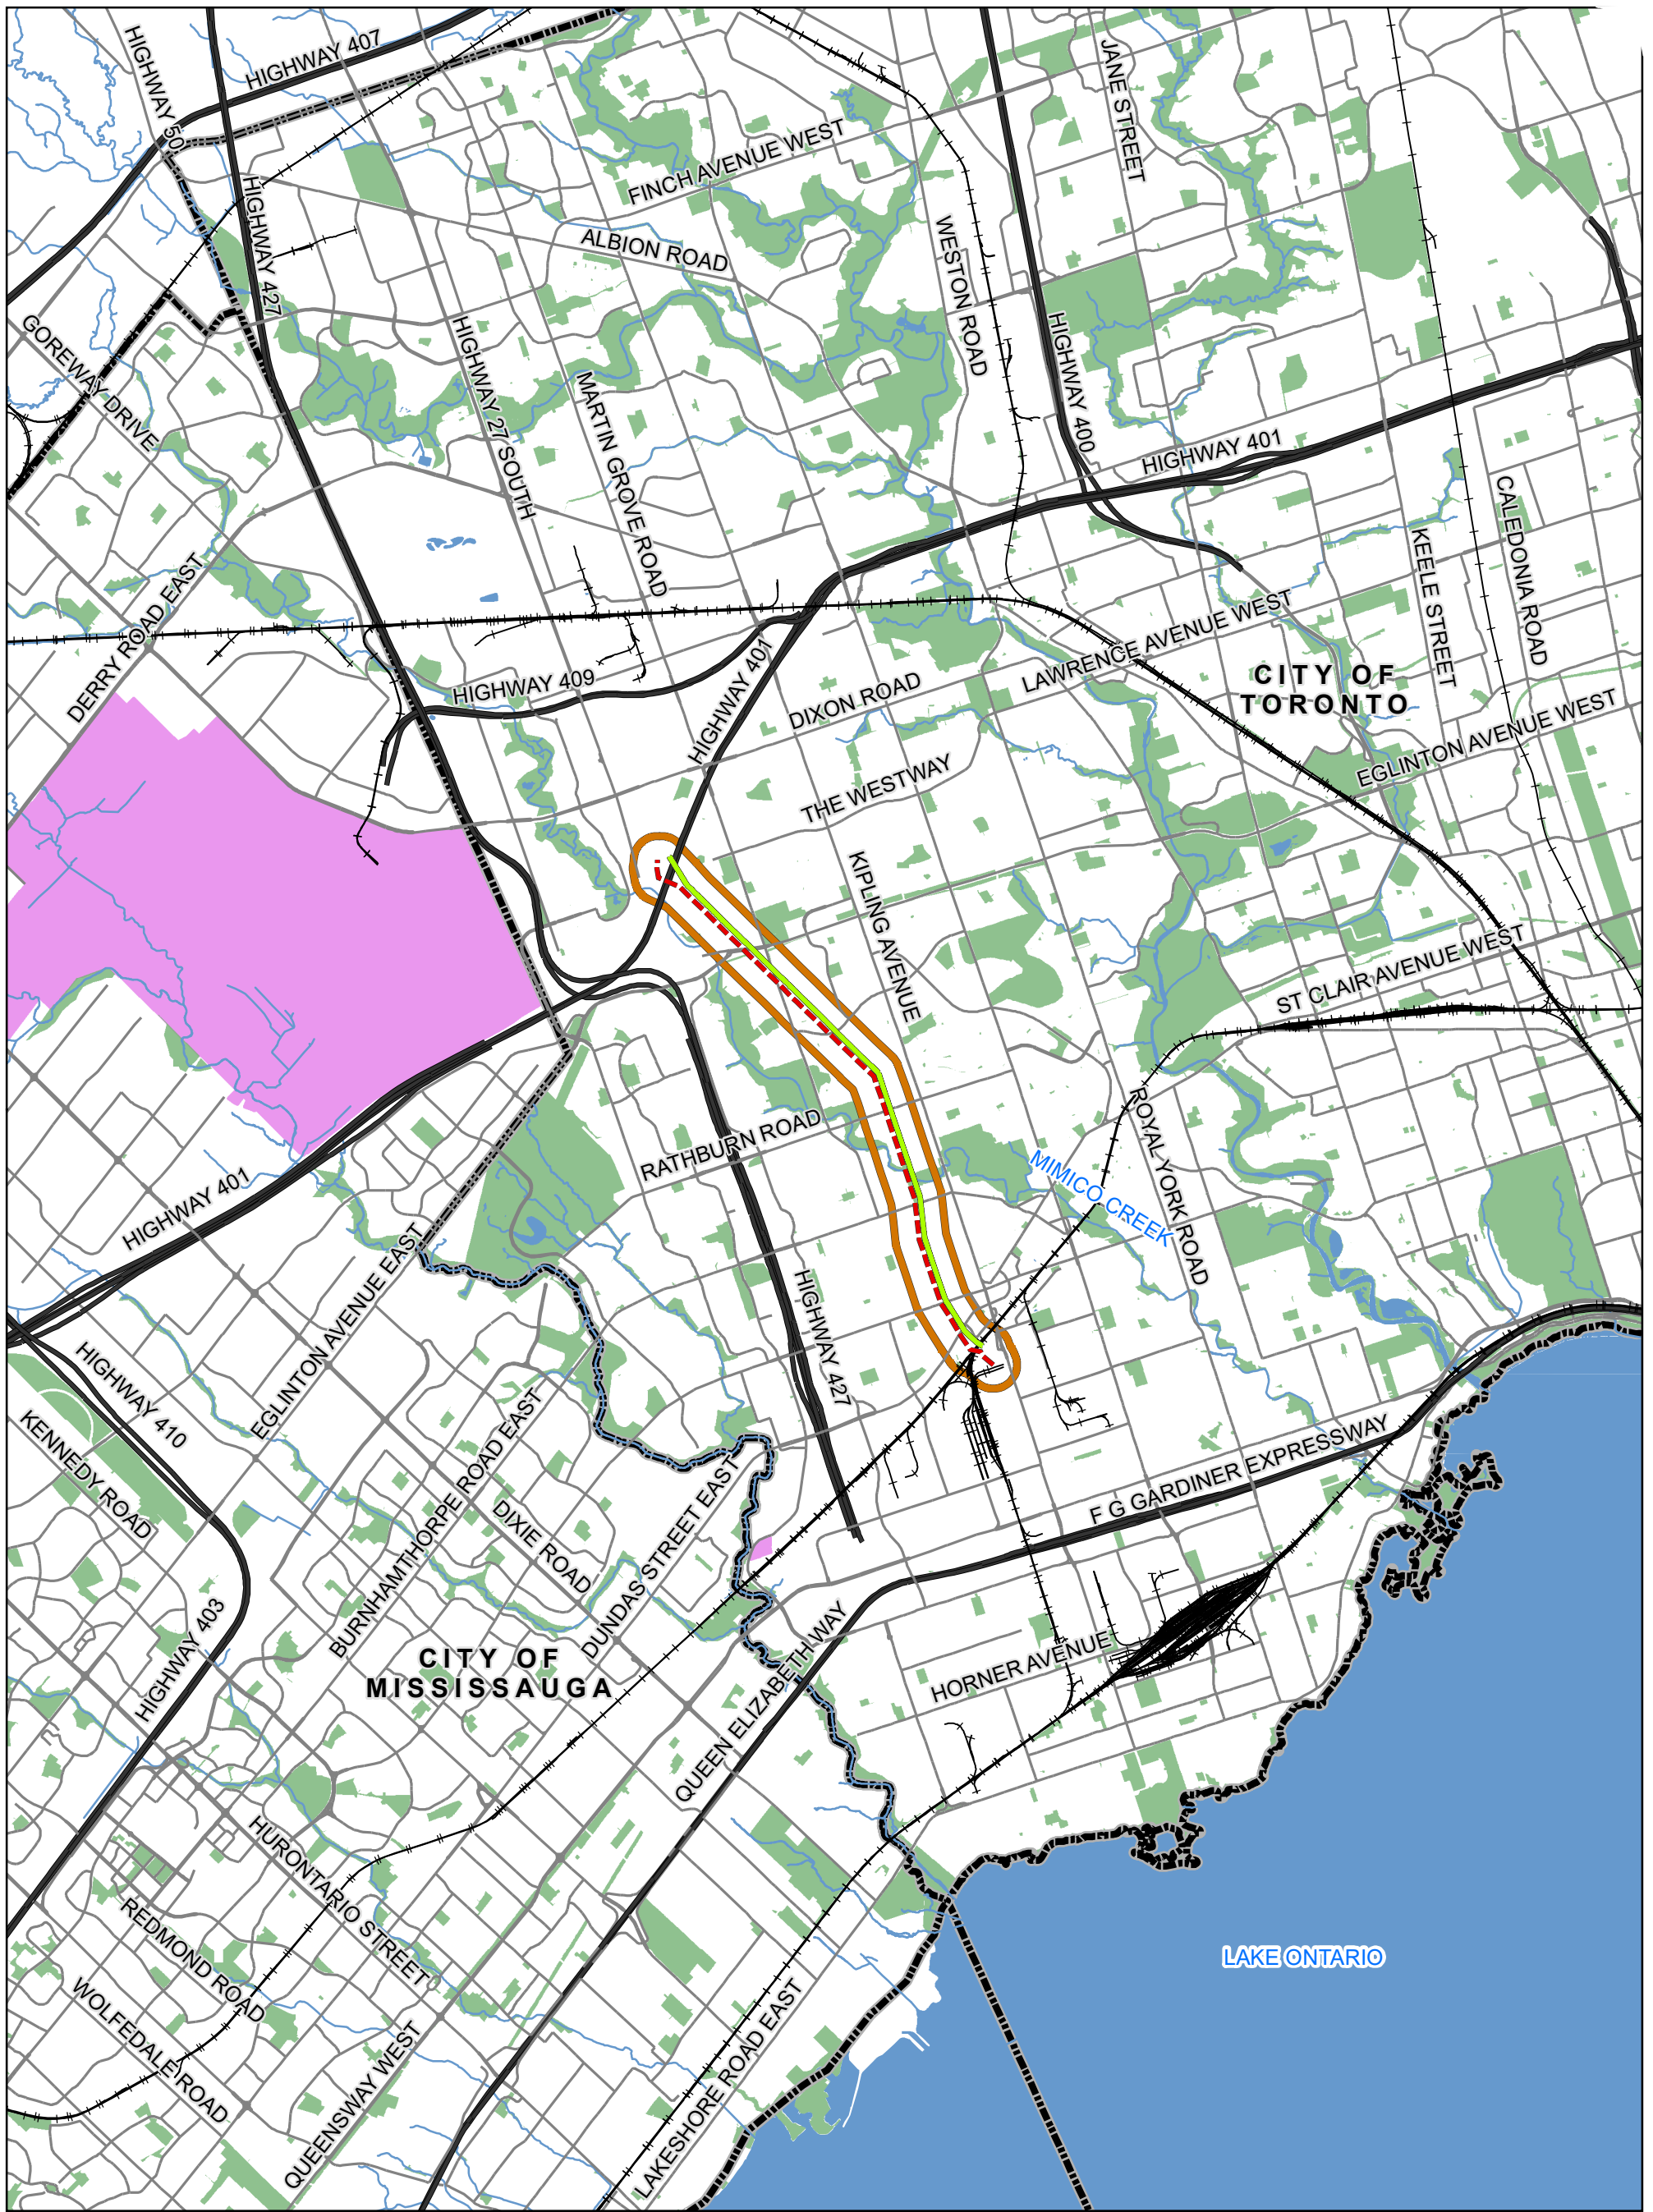 HIGHWAY 407
HIGHWAY 50
JANE STREET
FINCH AVENUE WEST
HIGHWAY 427
ALBION ROAD
WESTON ROAD
GOREWAY DRIVE
HIGHWAY 27 SOUTH
MARTIN GROVE ROAD
HIGHWAY 400
HIGHWAY 401
CALEDONIA ROAD
KEELE STREET
DERRY ROAD EAST
LAWRENCE AVENUE WEST
HIGHWAY 409
HIGHWAY 401
DIXON ROAD
CITY OF
TORONTO
EGLINTON AVENUE WEST
THE WESTWAY
KIPLING AVENUE
ST CLAIR AVENUE WEST
RATHBURN ROAD
ROYAL YORK ROAD
MIMICO CREEK
HIGHWAY 401
EGLINTON AVENUE EAST
HIGHWAY 427
HIGHWAY 410
KENNEDY ROAD
BURNHAMTHORPE ROAD EAST
DIXIE ROAD
DUNDAS STREET EAST
F G GARDINER EXPRESSWAY
HIGHWAY 403
CITY OF
MISSISSAUGA
QUEEN ELIZABETH WAY
HORNER AVENUE
HURONTARIO STREET
REDMOND ROAD
WOLFEDALE ROAD
QUEENSWAY WEST
LAKESHORE ROAD EAST
LAKE ONTARIO